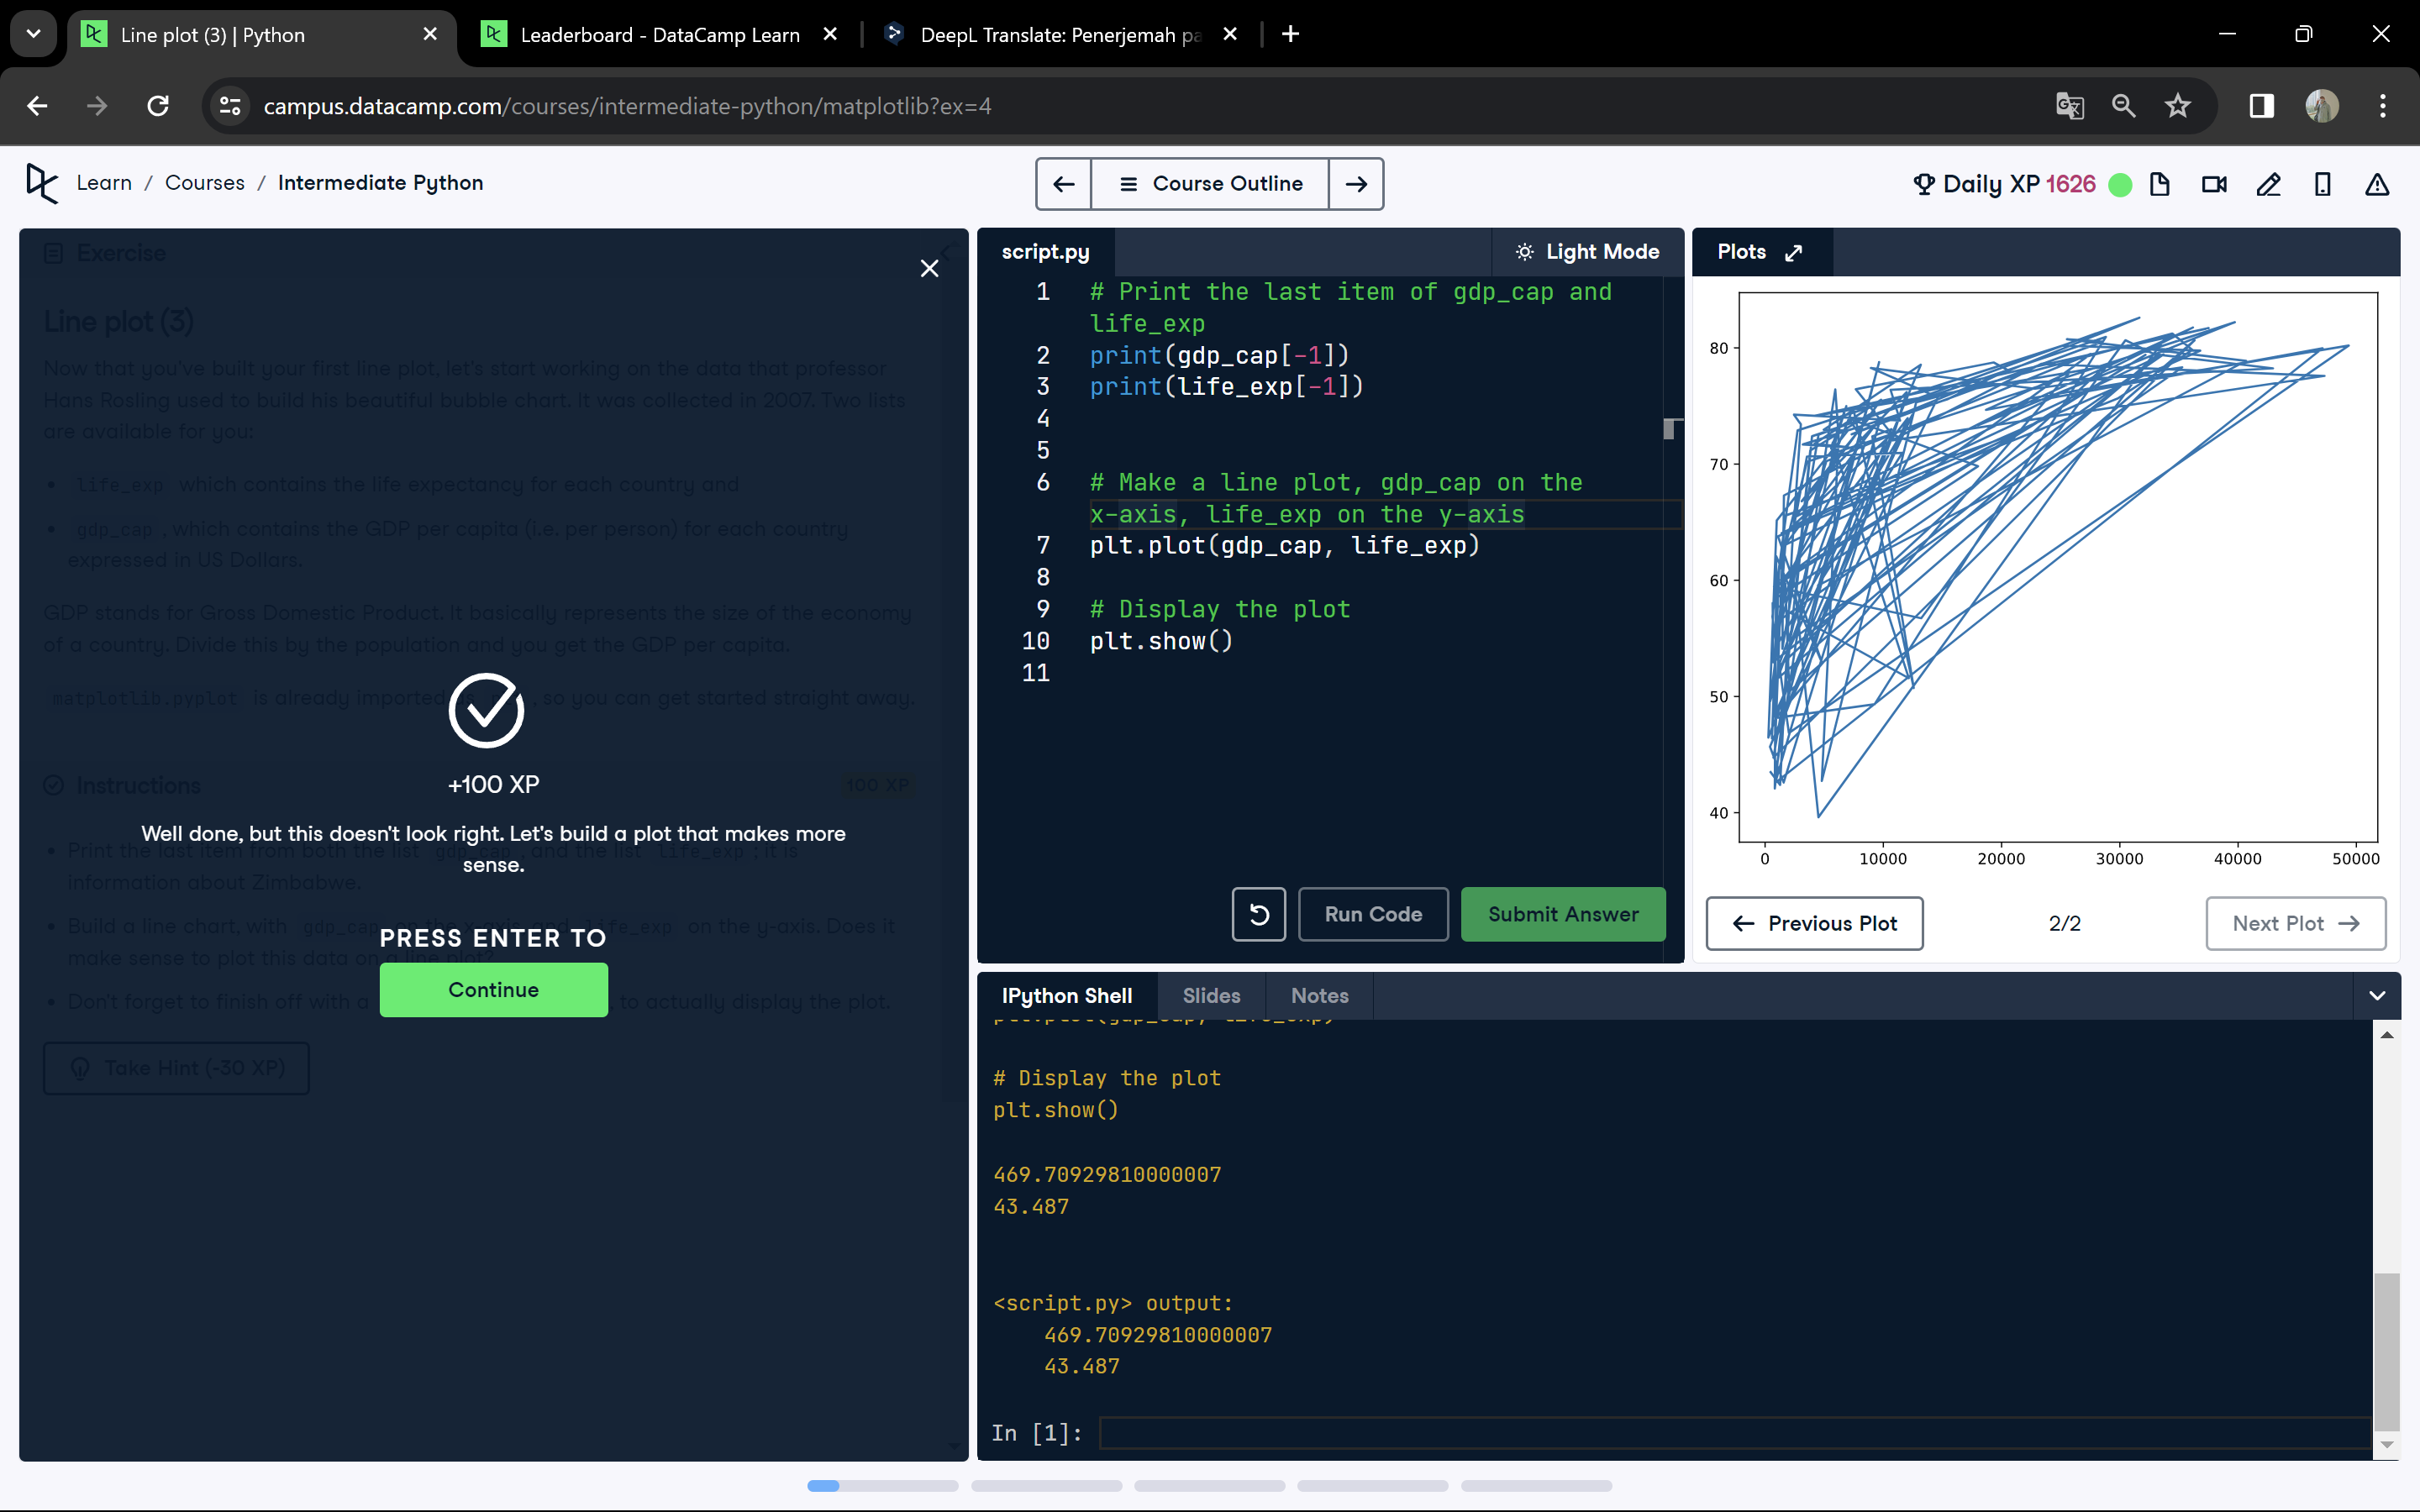 Line plot (3) | Python
Leaderboard - DataCamp Learn
DeepL Translate: Penerjemah pa
campus.datacamp.com/courses/intermediate-python/matplotlib?ex=4
Learn / Courses / Intermediate Python
Course Outline
Daily XP 1626
Exercise
Line plot (3)
Now that you've built your first line plot, let's start working on the data that professor
Hans Rosling used to build his beautiful bubble chart. It was collected in 2007. Two lists
are available for you:
• life_exp which contains the life expectancy for each country and
• gdp_cap, which contains the GDP per capita (i.e. per person) for each country
expressed in US Dollars.
GDP stands for Gross Domestic Product. It basically represents the size of the economy
of a country. Divide this by the population and you get the GDP per capita.
matplotlib.pyplot is already imported as , so you can get started straight away.
+100 XP
Instructions
100 XP
Well done, but this doesn't look right. Let's build a plot that makes more
sense.
• Print the last item from both the list gdp_cap, and the list life_exp; it is
information about Zimbabwe.
• Build a line chart, with gdp_cap on the x-axis, and life_exp on the y-axis. Does it
make sense to plot this data on a line plot?
PRESS ENTER TO
Continue
• Don't forget to finish off with a to actually display the plot.
Take Hint (-30 XP)
script.py
Light Mode
1 # Print the last item of gdp_cap and
life_exp
2 print(gdp_cap[-1])
3 print(life_exp[-1])
4
5
6 # Make a line plot, gdp_cap on the
x-axis, life_exp on the y-axis
7 plt.plot(gdp_cap, life_exp)
8
9 # Display the plot
10 plt.show()
11
Run Code
Submit Answer
Plots
80
70
60
50
40
0 10000 20000 30000 40000 50000
Previous Plot
2/2
Next Plot
IPython Shell
Slides
Notes
plt.plot(gdp_cap, life_exp)
# Display the plot
plt.show()
469.70929810000007
43.487
<script.py> output:
469.70929810000007
43.487
In [1]: